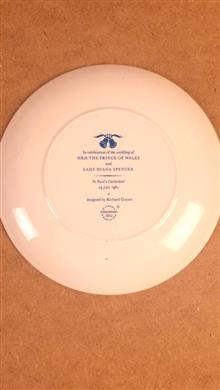 In celebration of the wedding of
HRH THE PRINCE OF WALES
and
LADY DIANA SPENCER
St Paul's Cathedral
29 July 1981
designed by Richard Guyatt
WEDGWOOD